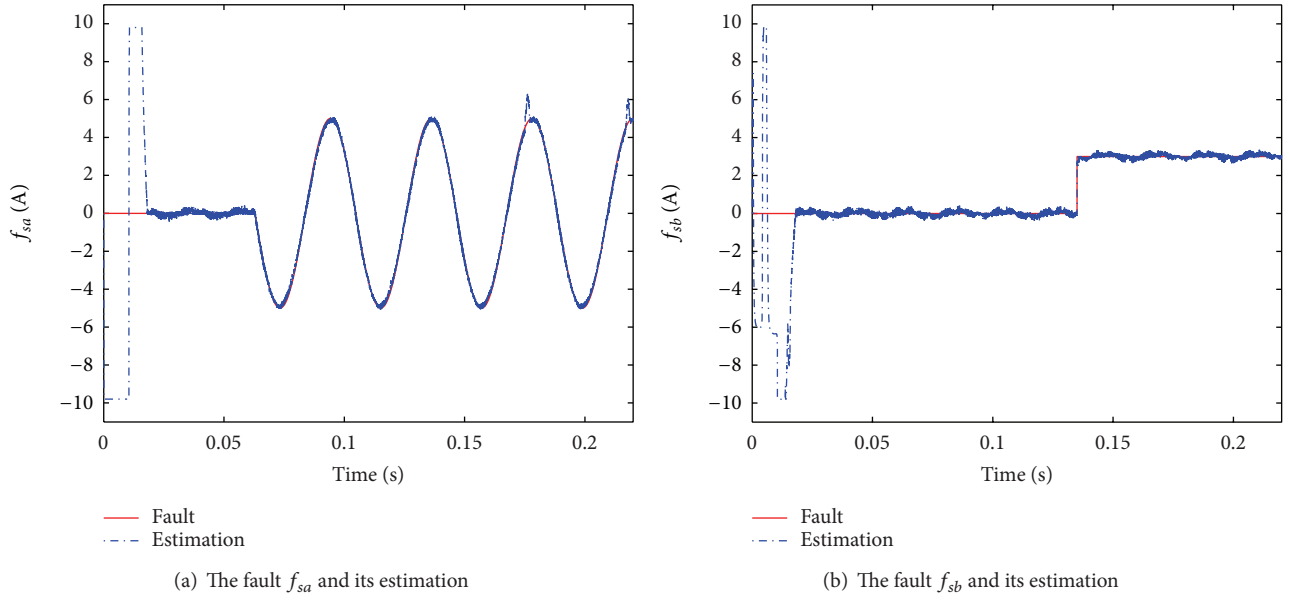 10
8
6
4
2
0
−2
−4
−6
−8
−10
f_sa (A)
0 0.05 0.1 0.15 0.2
Time (s)
Fault
Estimation
(a) The fault f_sa and its estimation
10
8
6
4
2
0
−2
−4
−6
−8
−10
f_sb (A)
0 0.05 0.1 0.15 0.2
Time (s)
Fault
Estimation
(b) The fault f_sb and its estimation